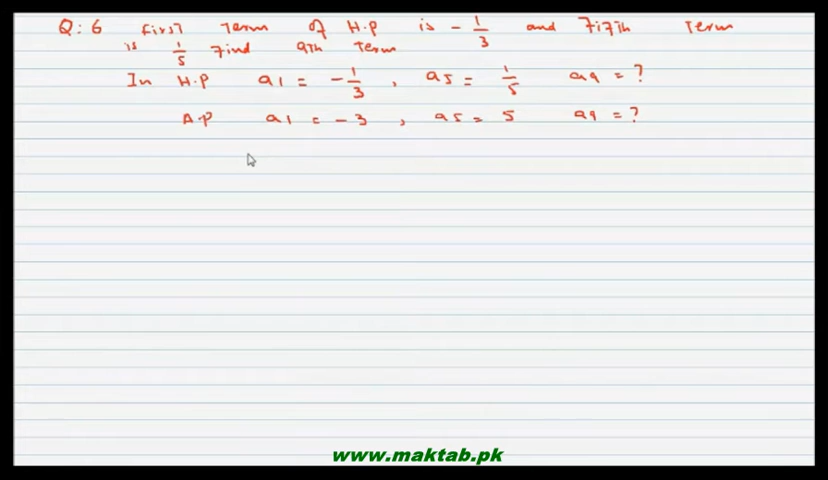 Q: 6 First Term of H.P is - 1/3 and Fifth Term
is 1/5 Find 9th Term
In H.P a1 = - 1/3 , a5 = 1/5 a9 = ?
A.P a1 = - 3 , a5 = 5 a9 = ?
www.maktab.pk